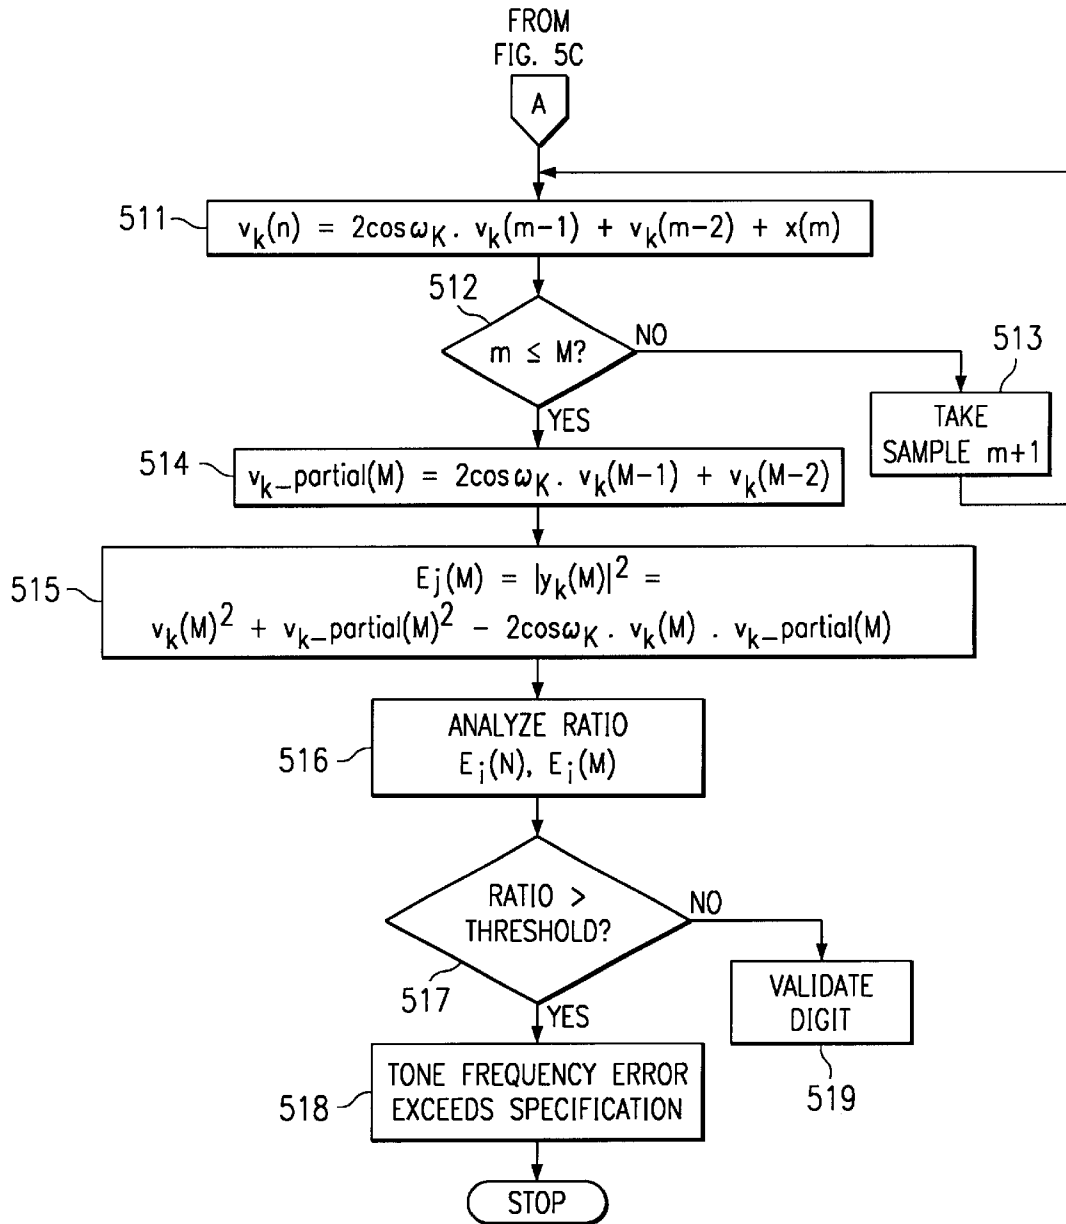 FROM
FIG. 5C
A
511
v_k(n) = 2cosω_K. v_k(m−1) + v_k(m−2) + x(m)
512
m ≤ M?
NO
YES
513
TAKE
SAMPLE m+1
514
v_k−partial(M) = 2cosω_K. v_k(M−1) + v_k(M−2)
515
Ej(M) = |y_k(M)|² =
v_k(M)² + v_k−partial(M)² − 2cosω_K. v_k(M) . v_k−partial(M)
516
ANALYZE RATIO
E_i(N), E_i(M)
RATIO >
THRESHOLD?
NO
517
YES
VALIDATE
DIGIT
519
518
TONE FREQUENCY ERROR
EXCEEDS SPECIFICATION
STOP